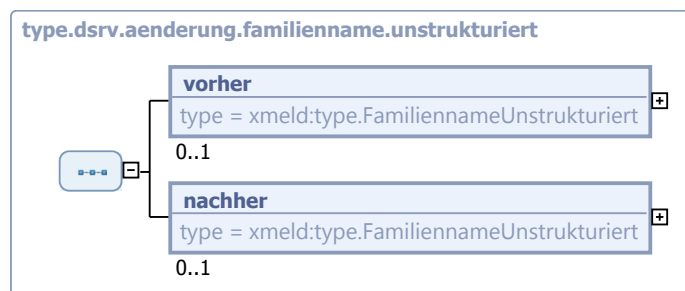 type.dsrv.aenderung.familienname.unstrukturiert
vorher
type = xmeld:type.FamiliennameUnstrukturiert
0..1
nachher
type = xmeld:type.FamiliennameUnstrukturiert
0..1